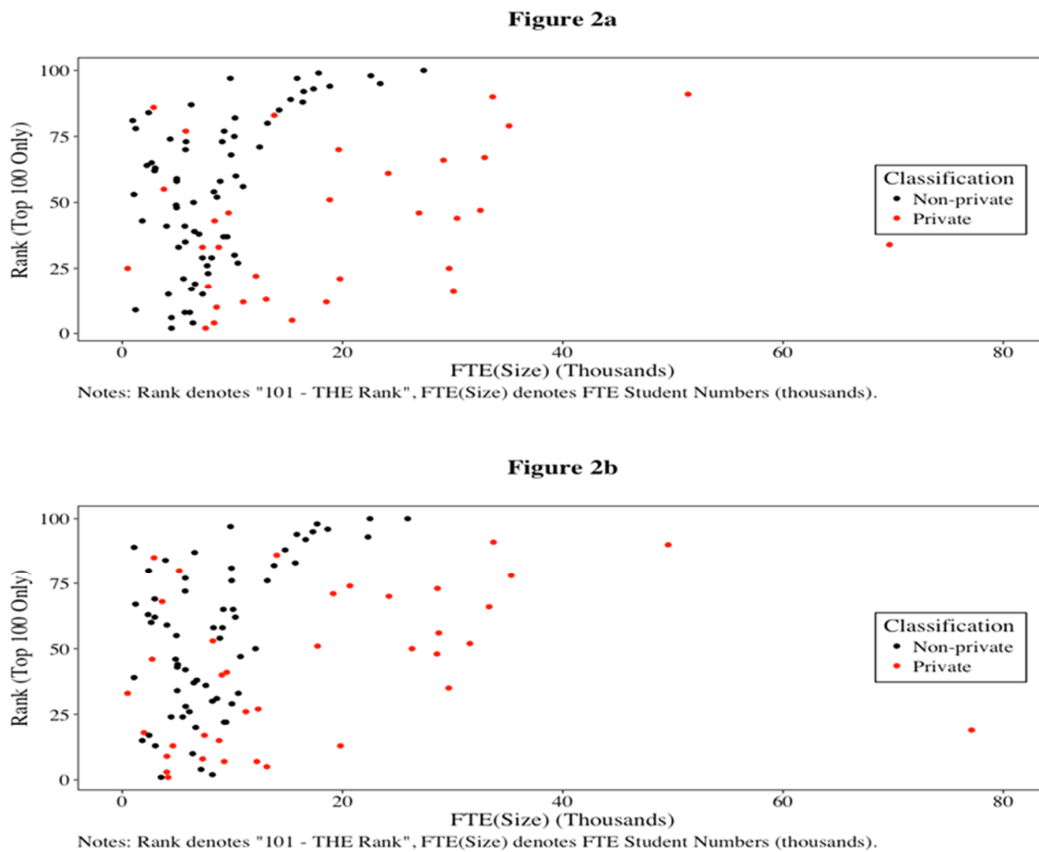 Figure 2a
Rank (Top 100 Only)
100
75
50
25
0
Classification
Non-private
Private
0 20 40 60 80
FTE(Size) (Thousands)
Notes: Rank denotes "101 - THE Rank", FTE(Size) denotes FTE Student Numbers (thousands).
Figure 2b
Rank (Top 100 Only)
100
75
50
25
0
Classification
Non-private
Private
0 20 40 60 80
FTE(Size) (Thousands)
Notes: Rank denotes "101 - THE Rank", FTE(Size) denotes FTE Student Numbers (thousands).